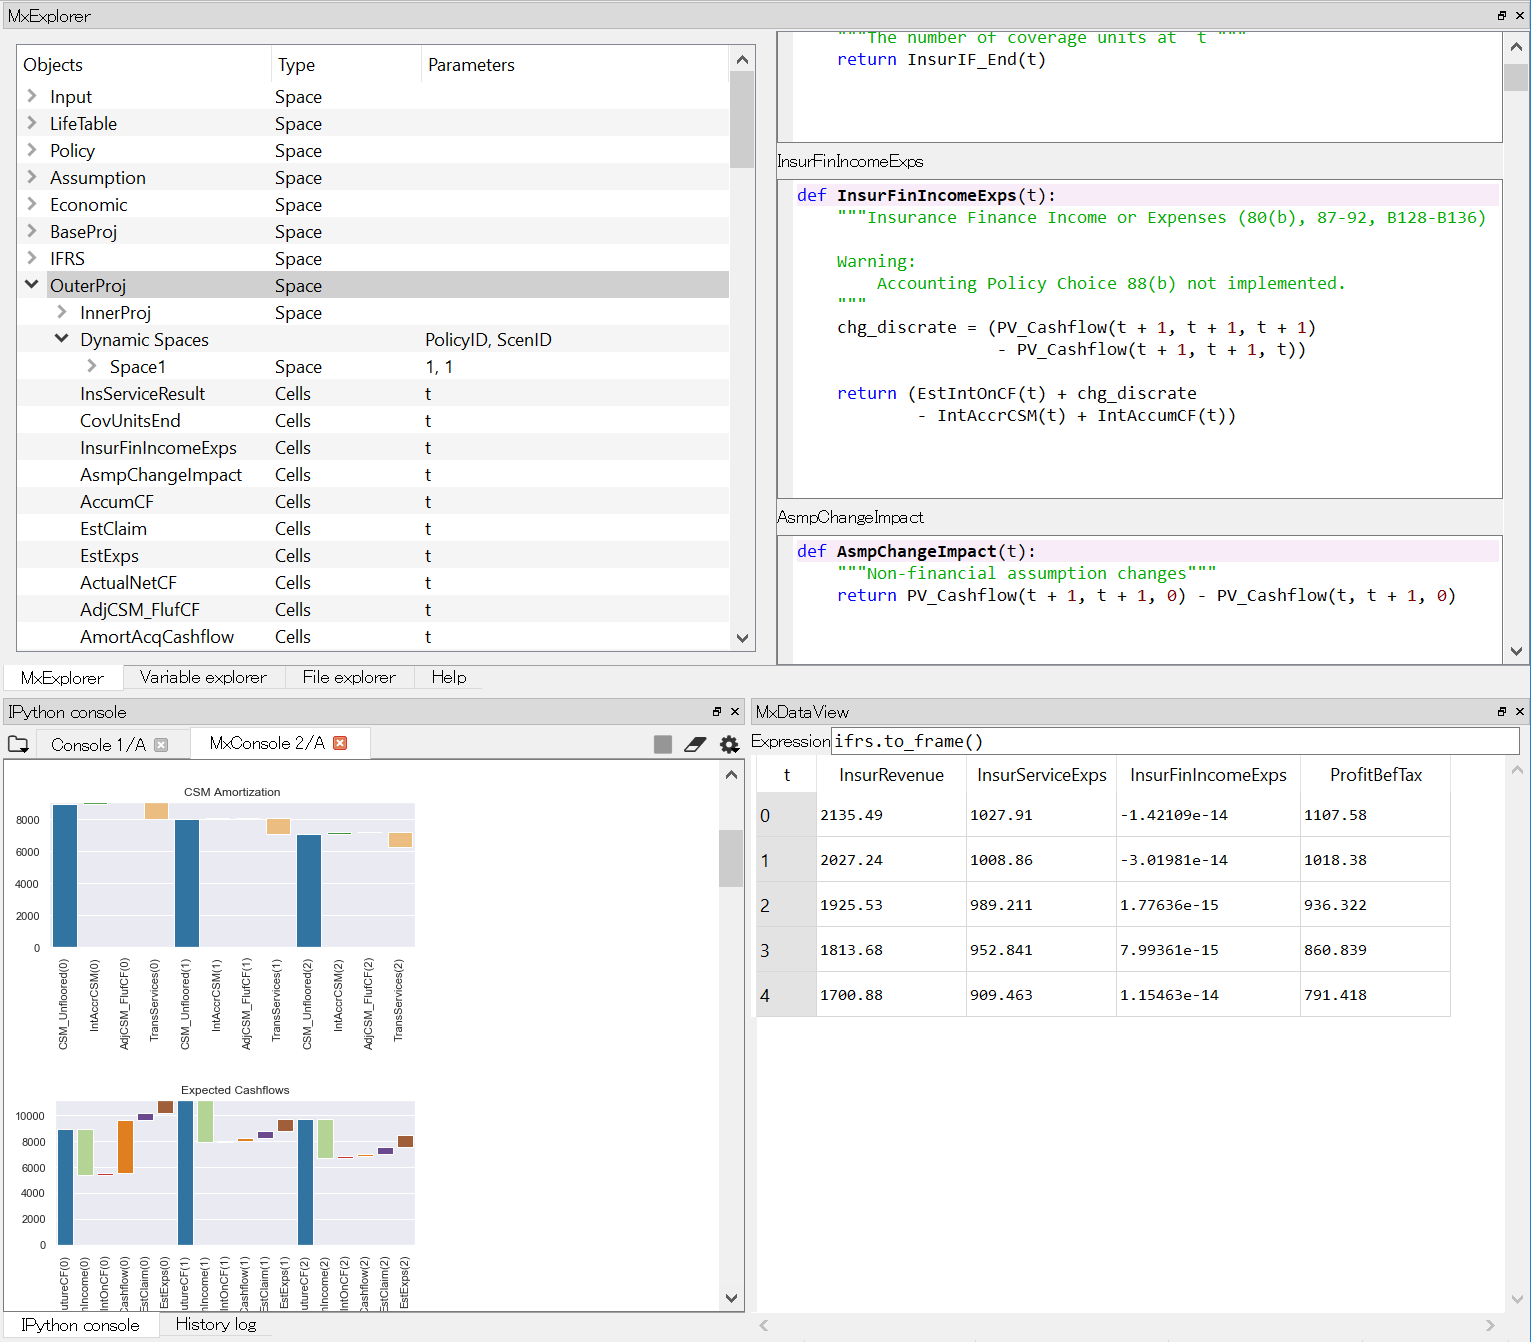 MxExplorer
Objects Type Parameters
Input Space
LifeTable Space
Policy Space
Assumption Space
Economic Space
BaseProj Space
IFRS Space
OuterProj Space
InnerProj Space
Dynamic Spaces PolicyID, ScenID
Space1 Space 1, 1
InsServiceResult Cells t
CovUnitsEnd Cells t
InsurFinIncomeExps Cells t
AsmpChangeImpact Cells t
AccumCF Cells t
EstClaim Cells t
EstExps Cells t
ActualNetCF Cells t
AdjCSM_FlufCF Cells t
AmortAcqCashflow Cells t
"""The number of coverage units at t """
return InsurIF_End(t)
InsurFinIncomeExps
def InsurFinIncomeExps(t):
"""Insurance Finance Income or Expenses (80(b), 87-92, B128-B136)
Warning:
Accounting Policy Choice 88(b) not implemented.
"""
chg_discrate = (PV_Cashflow(t + 1, t + 1, t + 1)
- PV_Cashflow(t + 1, t + 1, t))
return (EstIntOnCF(t) + chg_discrate
- IntAccrCSM(t) + IntAccumCF(t))
AsmpChangeImpact
def AsmpChangeImpact(t):
"""Non-financial assumption changes"""
return PV_Cashflow(t + 1, t + 1, 0) - PV_Cashflow(t, t + 1, 0)
MxExplorer Variable explorer File explorer Help
IPython console
Console 1/A MxConsole 2/A
CSM Amortization
8000
6000
4000
2000
0
CSM_Unfloored(0)
IntAccrCSM(0)
AdjCSM_FlufCF(0)
TransServices(0)
CSM_Unfloored(1)
IntAccrCSM(1)
AdjCSM_FlufCF(1)
TransServices(1)
CSM_Unfloored(2)
IntAccrCSM(2)
AdjCSM_FlufCF(2)
TransServices(2)
Expected Cashflows
10000
8000
6000
4000
2000
0
utureCF(0)
nIncome(0)
IntOnCF(0)
Cashflow(0)
EstClaim(0)
EstExps(0)
utureCF(1)
nIncome(1)
IntOnCF(1)
Cashflow(1)
EstClaim(1)
EstExps(1)
utureCF(2)
nIncome(2)
IntOnCF(2)
Cashflow(2)
EstClaim(2)
EstExps(2)
IPython console History log
MxDataView
Expression ifrs.to_frame()
t InsurRevenue InsurServiceExps InsurFinIncomeExps ProfitBefTax
0 2135.49 1027.91 -1.42109e-14 1107.58
1 2027.24 1008.86 -3.01981e-14 1018.38
2 1925.53 989.211 1.77636e-15 936.322
3 1813.68 952.841 7.99361e-15 860.839
4 1700.88 909.463 1.15463e-14 791.418